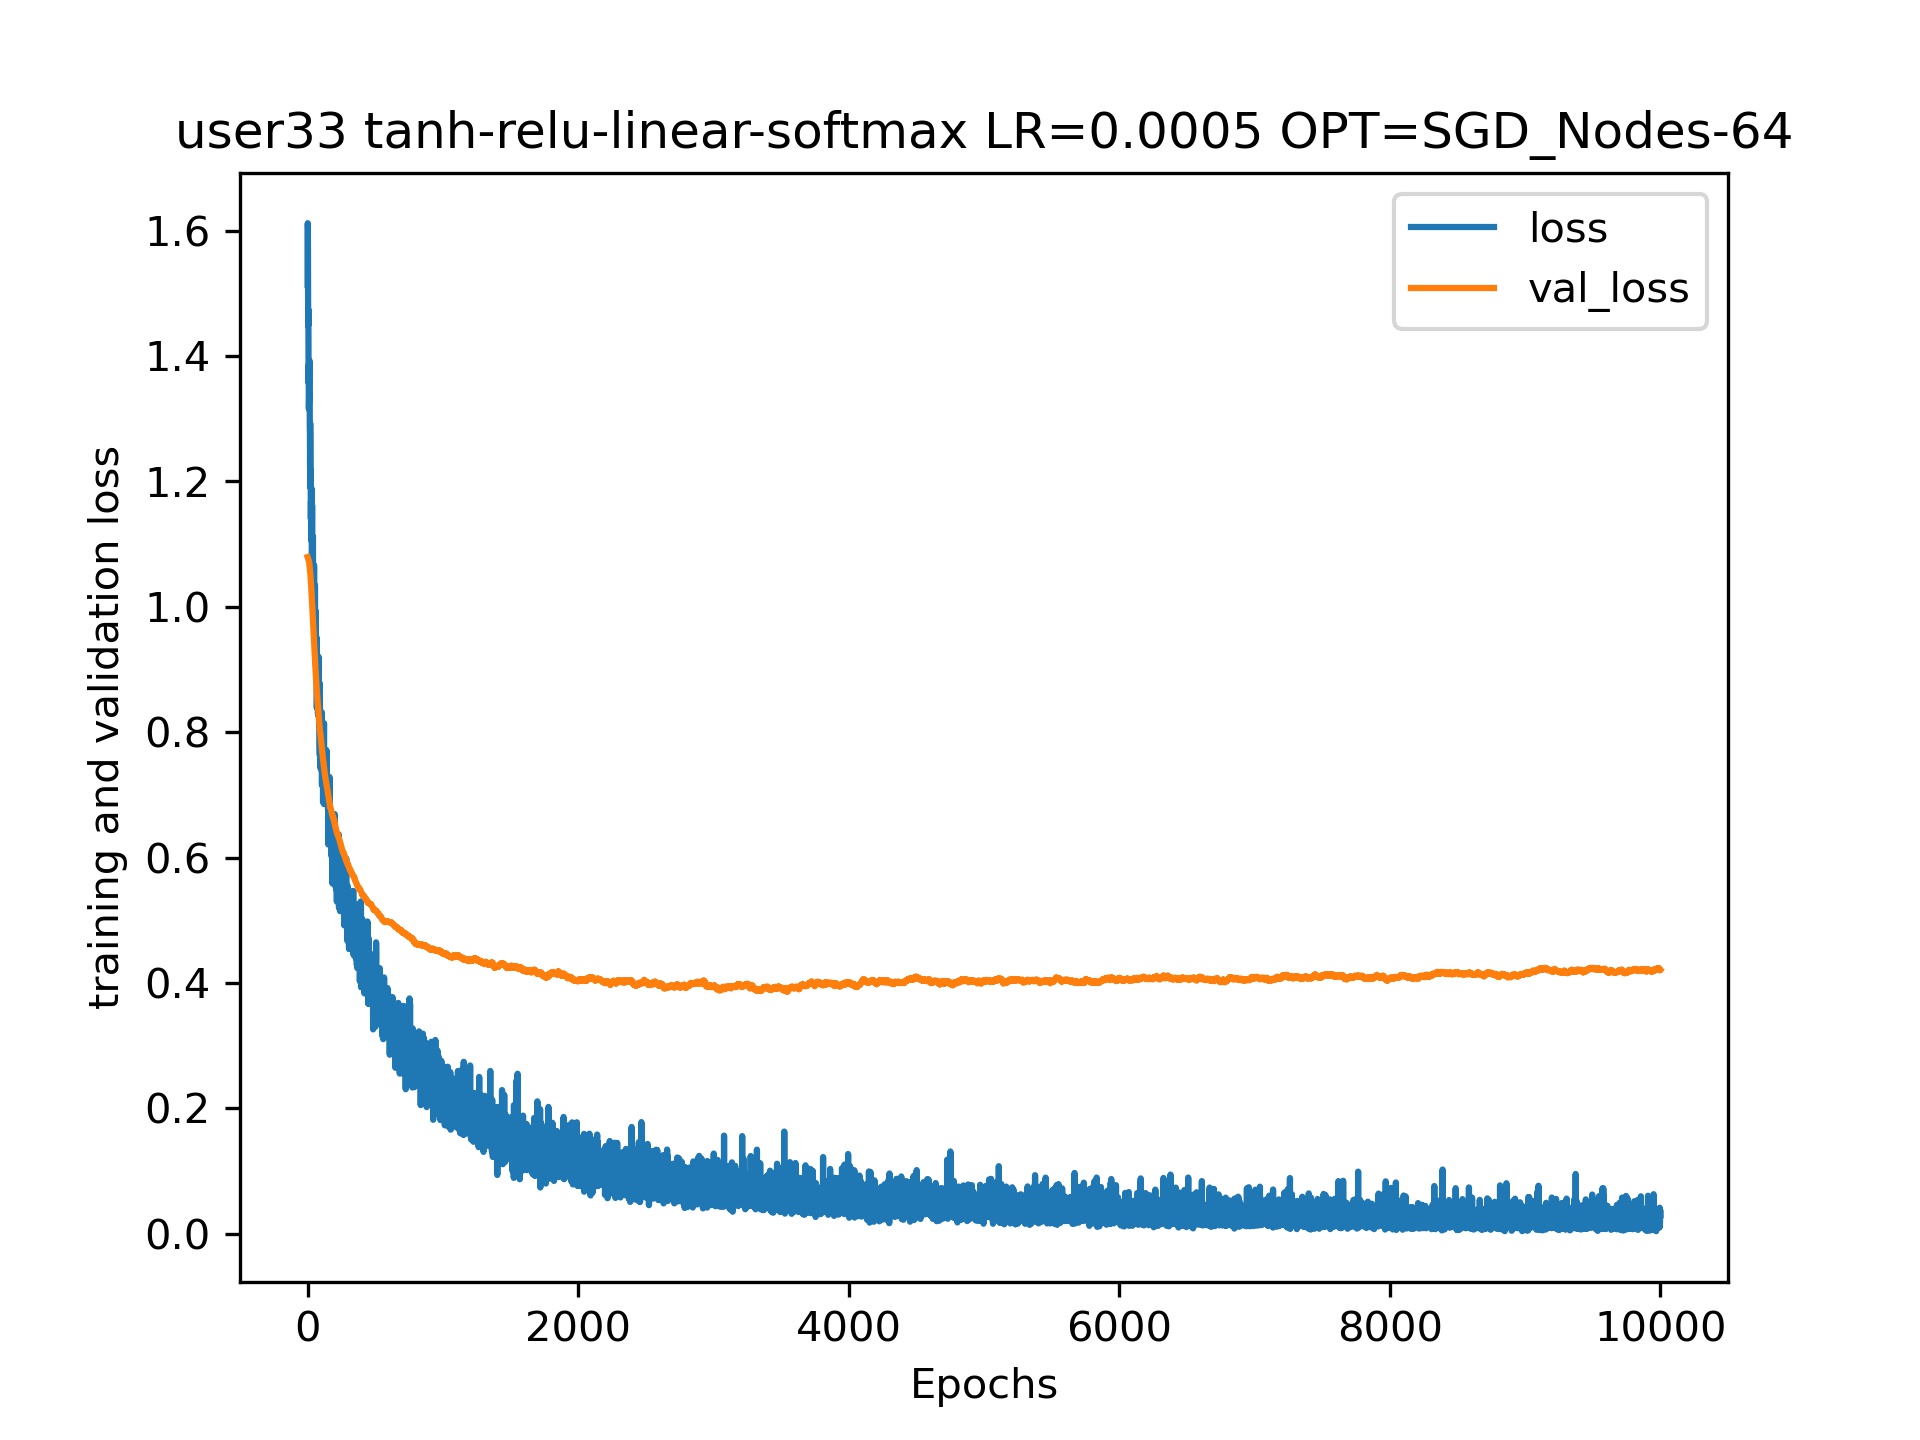 user33 tanh-relu-linear-softmax LR=0.0005 OPT=SGD_Nodes-64
loss
val_loss
training and validation loss
1.6
1.4
1.2
1.0
0.8
0.6
0.4
0.2
0.0
0 2000 4000 6000 8000 10000
Epochs